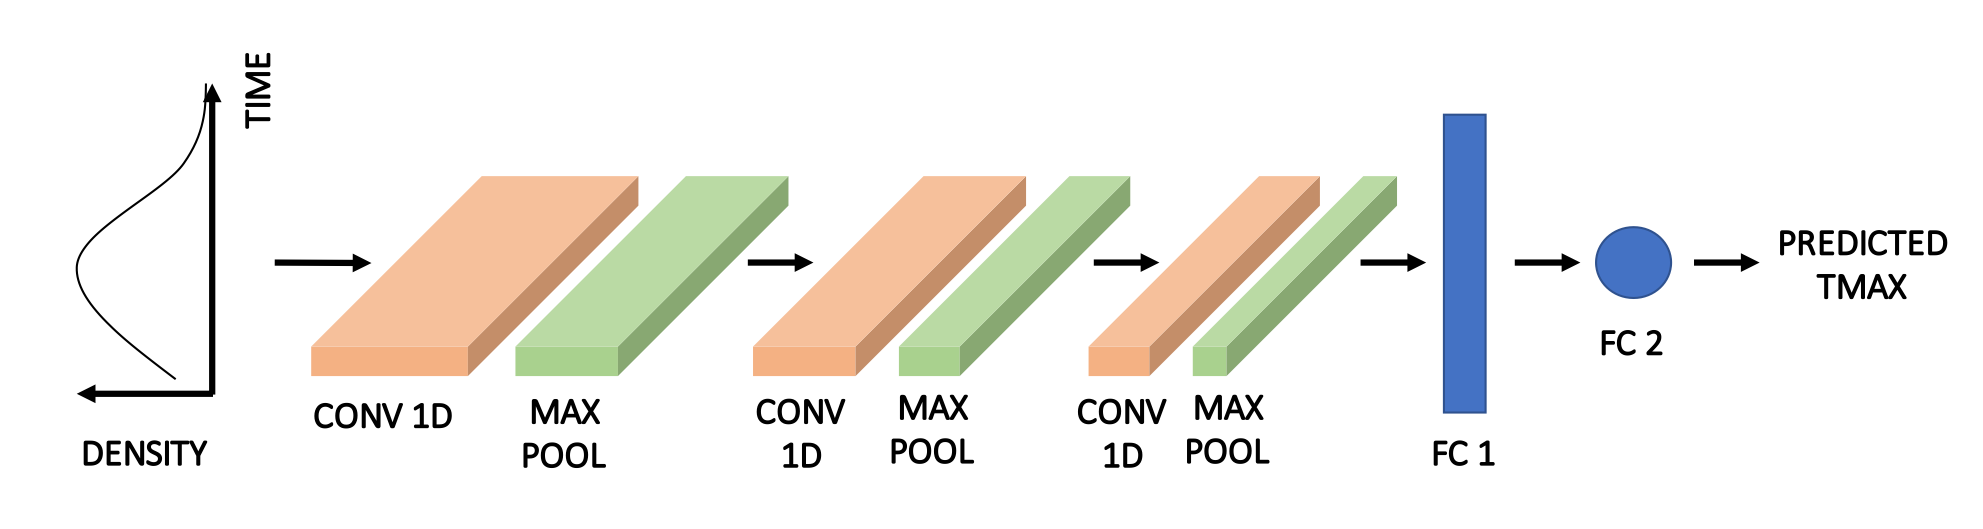 TIME
DENSITY
CONV 1D
MAX
POOL
CONV
1D
MAX
POOL
CONV
1D
MAX
POOL
FC 1
FC 2
PREDICTED
TMAX